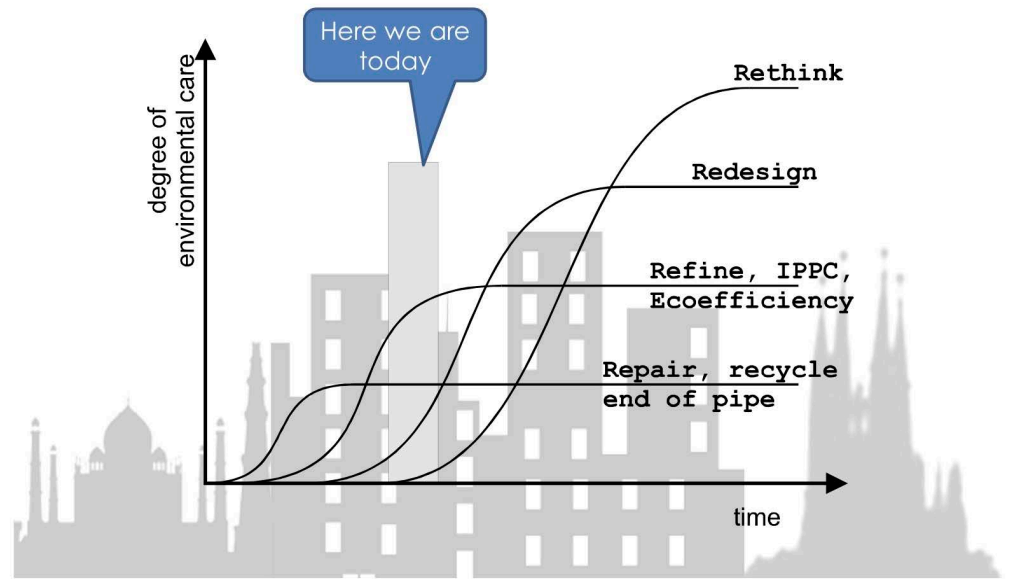 Here we are
today
degree of
environmental care
Rethink
Redesign
Refine, IPPC,
Ecoefficiency
Repair, recycle
end of pipe
time